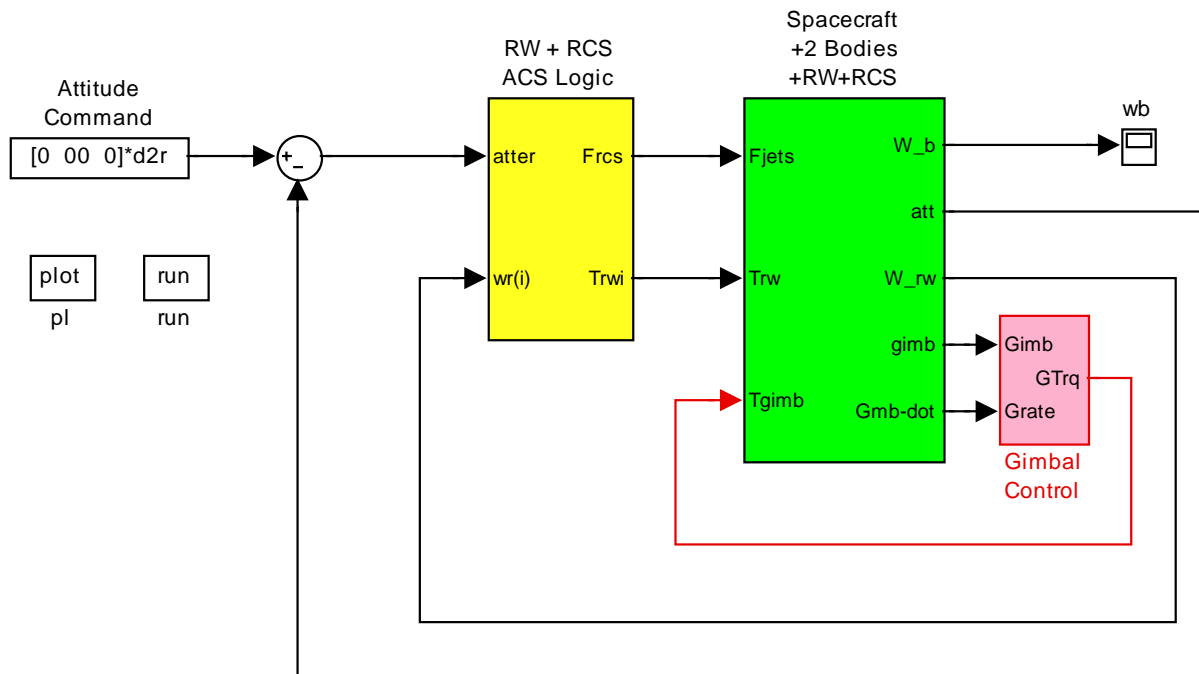 Attitude
Command
[0  00  0]*d2r
+
−
plot
pl
run
run
RW + RCS
ACS Logic
atter
Frcs
wr(i)
Trwi
Spacecraft
+2 Bodies
+RW+RCS
Fjets
Trw
Tgimb
W_b
att
W_rw
gimb
Gmb-dot
wb
Gimb
GTrq
Grate
Gimbal
Control